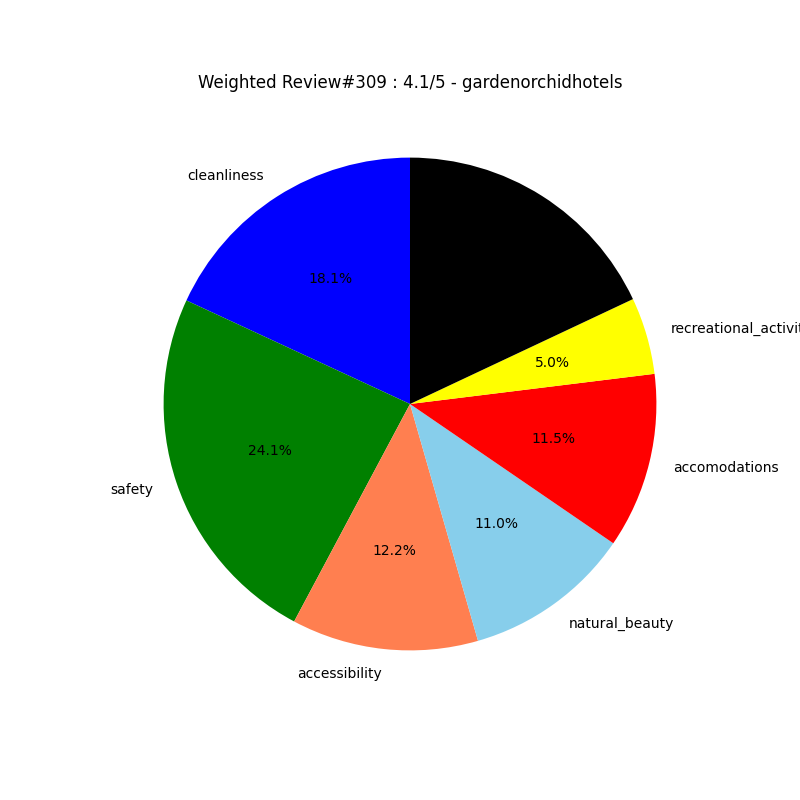 Weighted Review#309 : 4.1/5 - gardenorchidhotels
cleanliness
18.1%
recreational_activit
5.0%
24.1%
11.5%
accomodations
safety
11.0%
12.2%
natural_beauty
accessibility